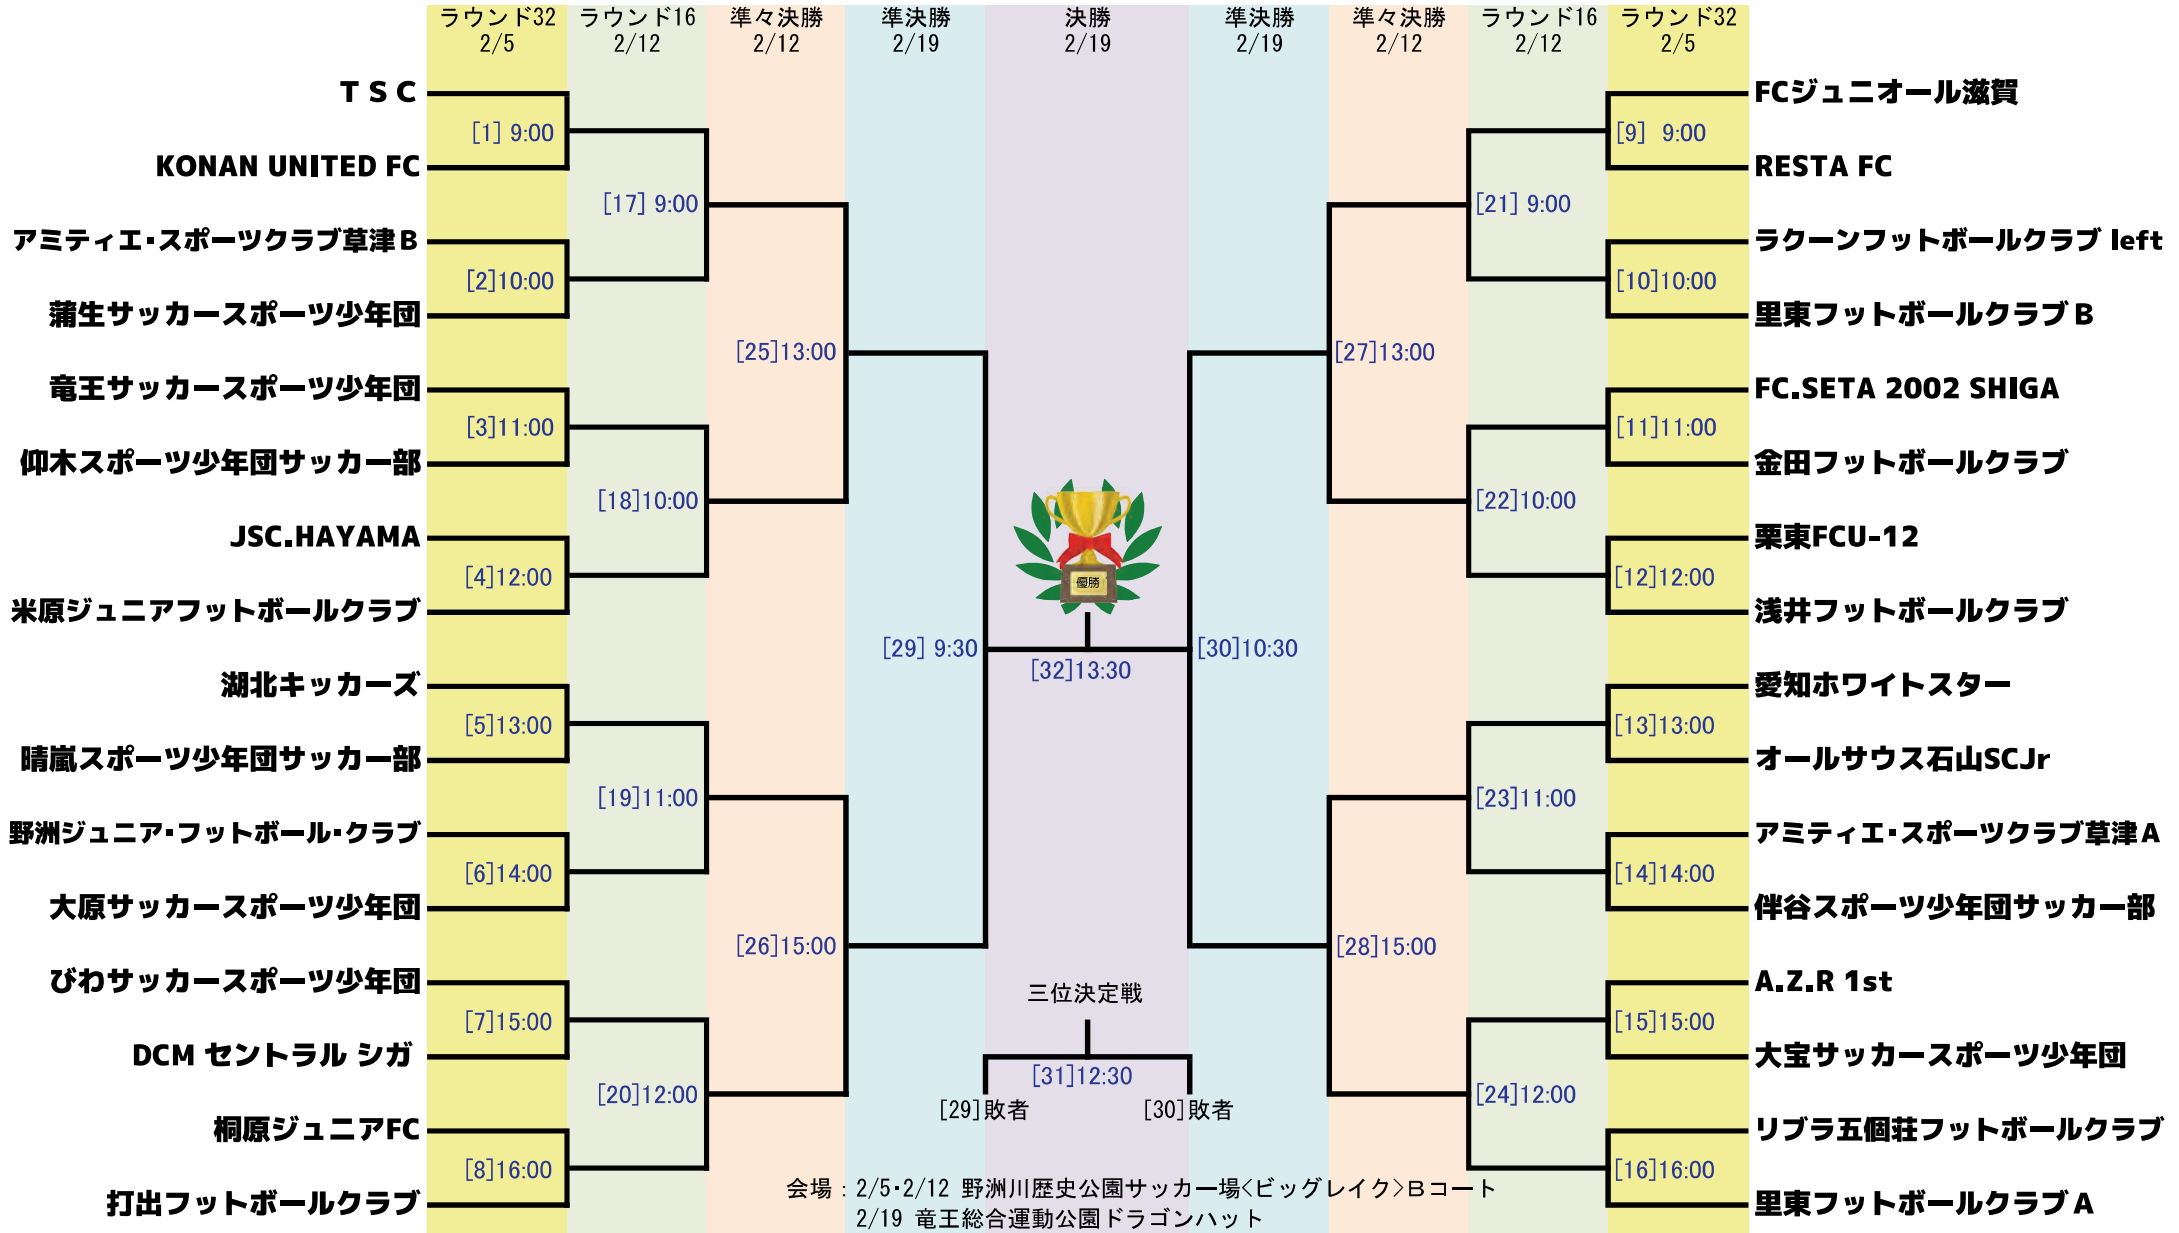 ラウンド32 ラウンド16 準々決勝 準決勝 決勝 準決勝 準々決勝 ラウンド16 ラウンド32
2/5 2/12 2/12 2/19 2/19 2/19 2/12 2/12 2/5
TSC
[1] 9:00
KONAN UNITED FC
[17] 9:00
アミティエ・スポーツクラブ草津B
[2]10:00
蒲生サッカースポーツ少年団
[25]13:00
竜王サッカースポーツ少年団
[3]11:00
仰木スポーツ少年団サッカー部
[18]10:00
JSC.HAYAMA
[4]12:00
米原ジュニアフットボールクラブ
[29] 9:30
湖北キッカーズ
[5]13:00
晴嵐スポーツ少年団サッカー部
[19]11:00
野洲ジュニア・フットボール・クラブ
[6]14:00
大原サッカースポーツ少年団
[26]15:00
びわサッカースポーツ少年団
[7]15:00
DCM セントラル シガ
[20]12:00
桐原ジュニアFC
[8]16:00
打出フットボールクラブ
優勝
[32]13:30
三位決定戦
[31]12:30
[29]敗者 [30]敗者
FCジュニオール滋賀
[9] 9:00
RESTA FC
[21] 9:00
ラクーンフットボールクラブ left
[10]10:00
里東フットボールクラブ B
[27]13:00
FC.SETA 2002 SHIGA
[11]11:00
金田フットボールクラブ
[22]10:00
栗東FCU-12
[12]12:00
浅井フットボールクラブ
[30]10:30
愛知ホワイトスター
[13]13:00
オールサウス石山SCJr
[23]11:00
アミティエ・スポーツクラブ草津A
[14]14:00
伴谷スポーツ少年団サッカー部
[28]15:00
A.Z.R 1st
[15]15:00
大宝サッカースポーツ少年団
[24]12:00
リブラ五個荘フットボールクラブ
[16]16:00
里東フットボールクラブ A
会場：2/5・2/12 野洲川歴史公園サッカー場<ビッグレイク>Bコート
2/19 竜王総合運動公園ドラゴンハット